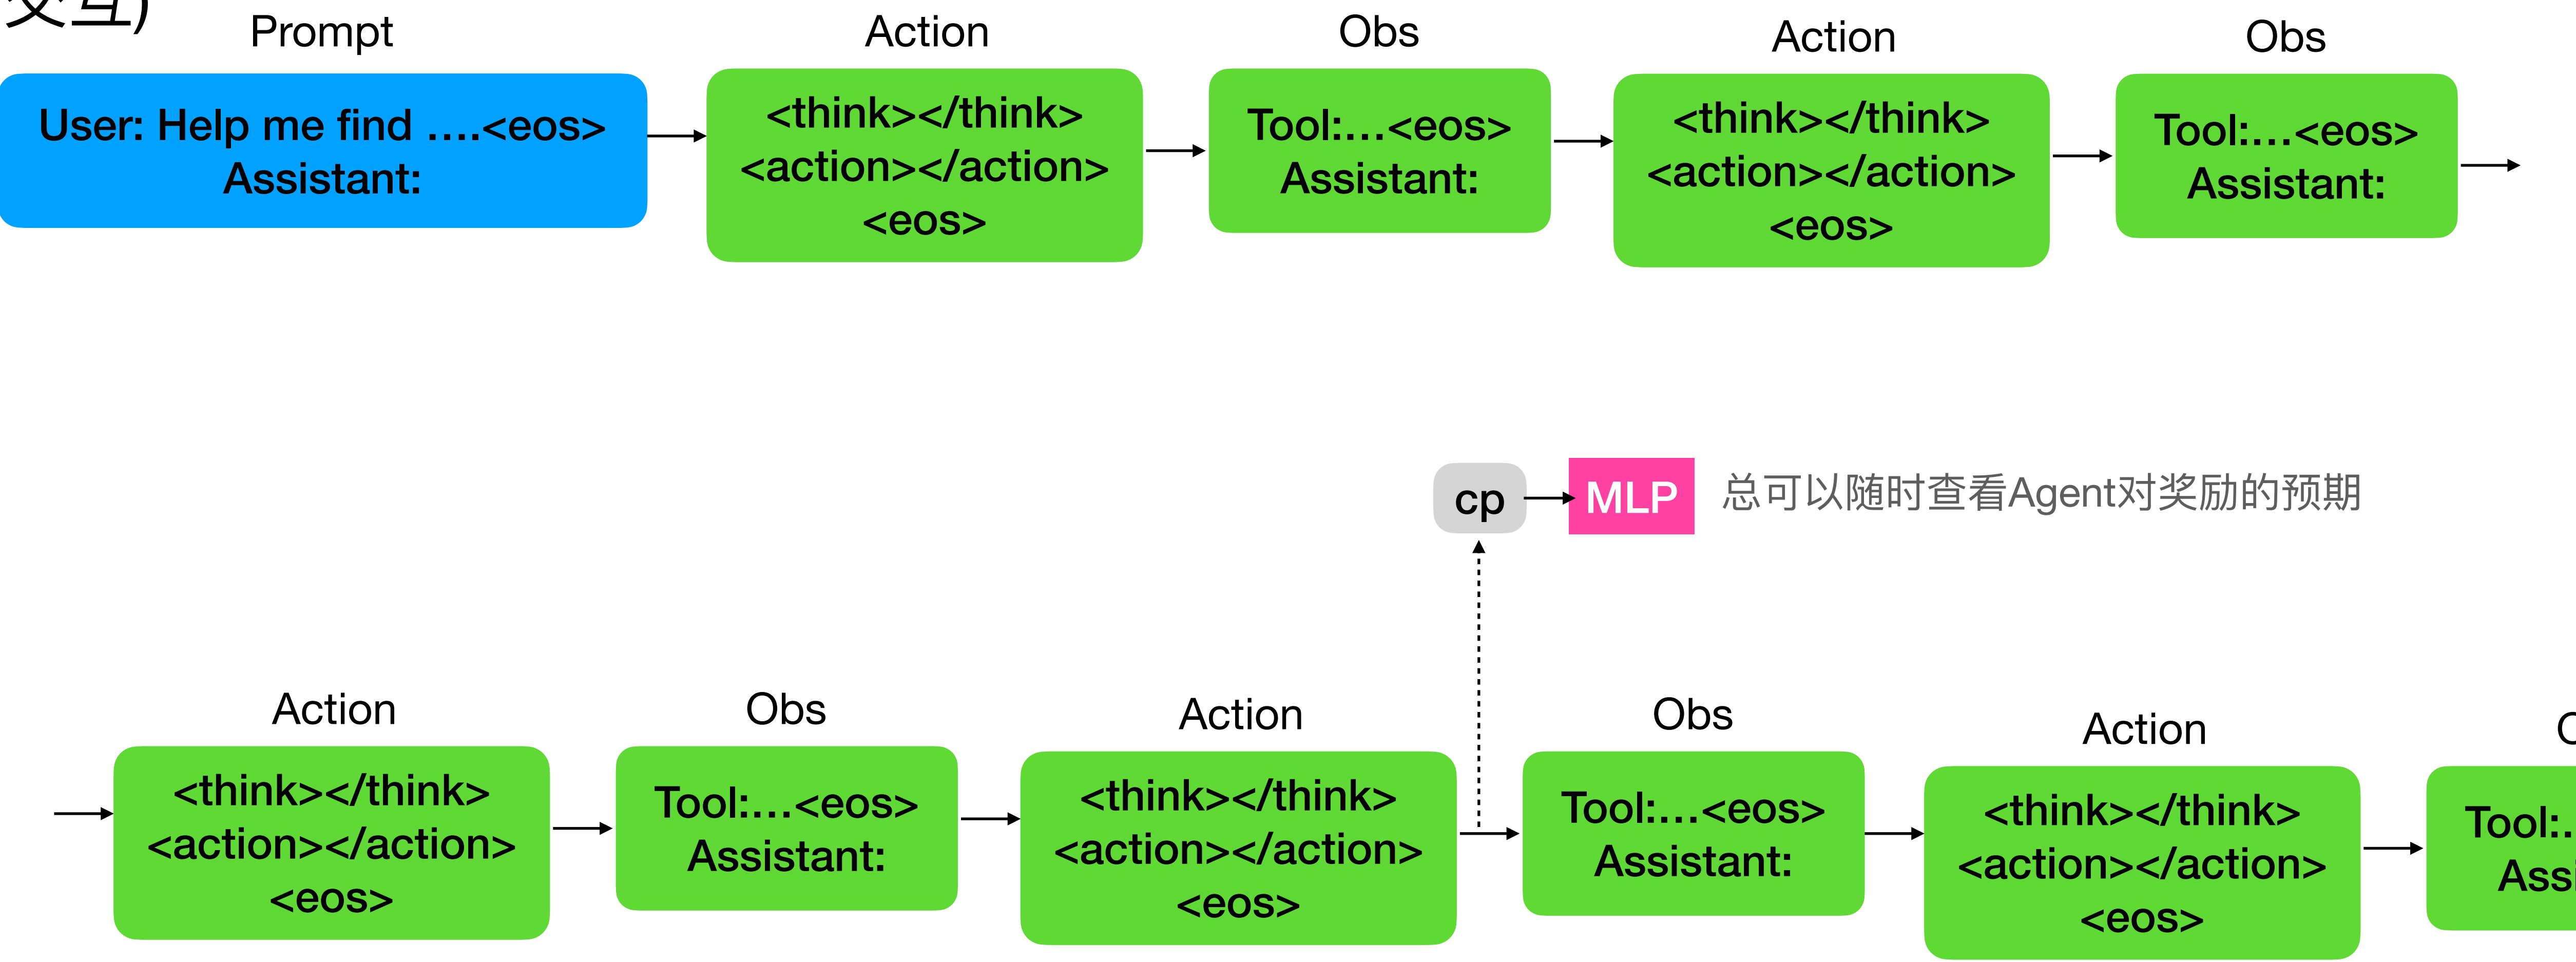 交互)
Prompt
User: Help me find ....<eos>
Assistant:
Action
<think></think>
<action></action>
<eos>
Obs
Tool:...<eos>
Assistant:
Action
<think></think>
<action></action>
<eos>
Obs
Tool:...<eos>
Assistant:
cp
MLP
总可以随时查看Agent对奖励的预期
Action
<think></think>
<action></action>
<eos>
Obs
Tool:...<eos>
Assistant:
Action
<think></think>
<action></action>
<eos>
Obs
Tool:...<eos>
Assistant:
Action
<think></think>
<action></action>
<eos>
Tool:.